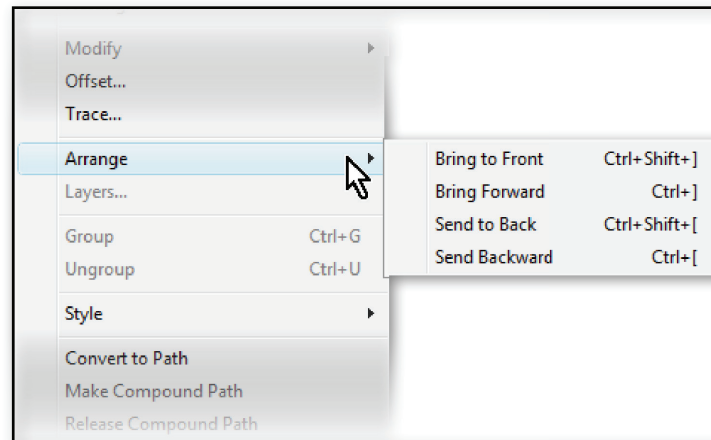 Modify
Offset...
Trace...
Arrange
Layers...
Group Ctrl+G
Ungroup Ctrl+U
Style
Convert to Path
Make Compound Path
Release Compound Path
Bring to Front Ctrl+Shift+]
Bring Forward Ctrl+]
Send to Back Ctrl+Shift+[
Send Backward Ctrl+[